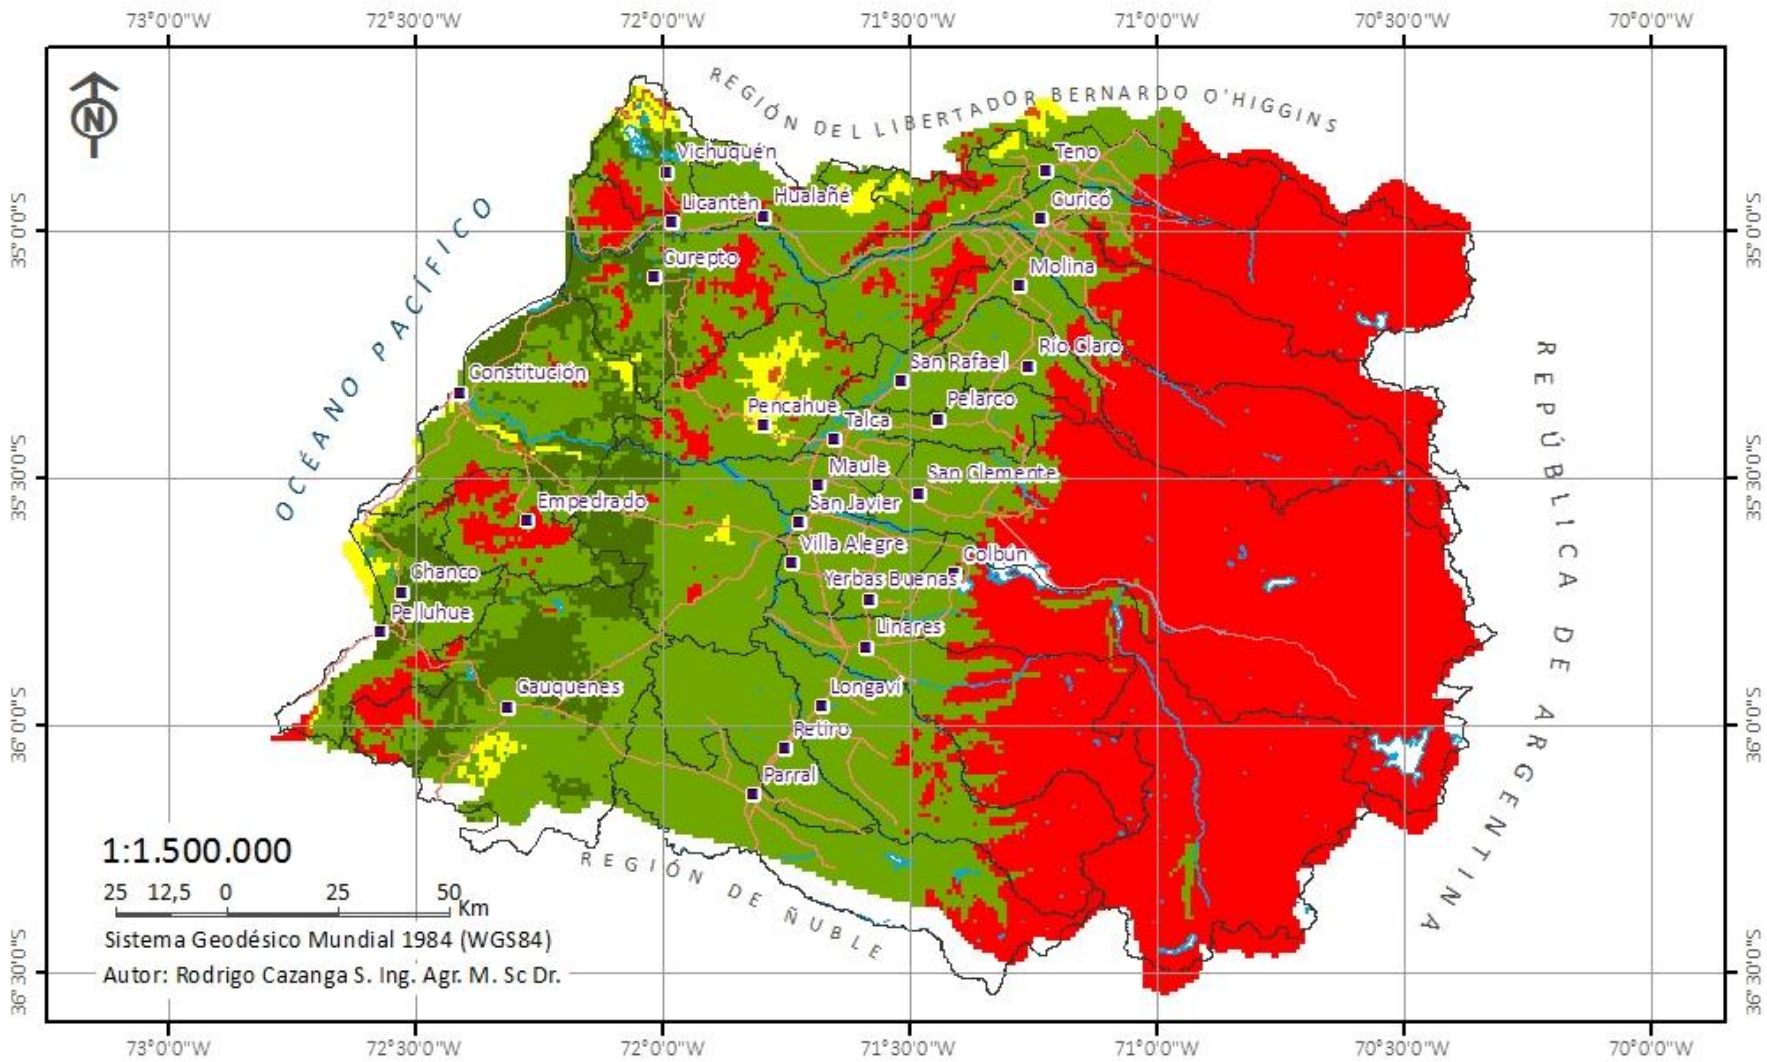 73°0'0"W 72°30'0"W 72°0'0"W 71°30'0"W 71°0'0"W 70°30'0"W 70°0'0"W
N
REGIÓN DEL LIBERTADOR BERNARDO O'HIGGINS
Vichuquén
Teno
Licantén
Hualañé
Curicó
35°0'0"S
35°0'0"S
OCÉANO PACÍFICO
Curepto
Molina
REPÚBLICA DE ARGENTINA
Constitución
San Rafael
Río Claro
Pencahue
Talca
Pelarco
Maule
San Clemente
35°30'0"S
35°30'0"S
Empedrado
San Javier
Villa Alegre
Colbún
Chanco
Yerbas Buenas
Pelluhue
Linares
Cauquenes
Longaví
36°0'0"S
36°0'0"S
Retiro
Parral
1:1.500.000
REGIÓN DE ÑUBLE
25 12,5 0 25 50
Km
Sistema Geodésico Mundial 1984 (WGS84)
Autor: Rodrigo Cazanga S. Ing. Agr. M. Sc Dr.
36°30'0"S
36°30'0"S
73°0'0"W 72°30'0"W 72°0'0"W 71°30'0"W 71°0'0"W 70°30'0"W 70°0'0"W